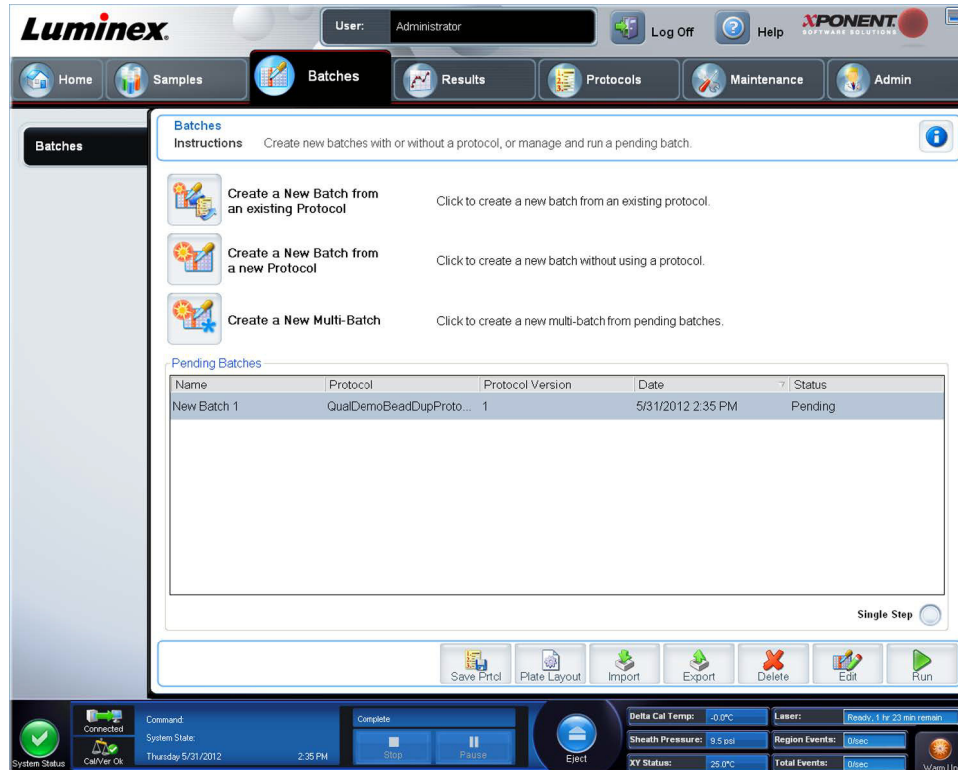 Luminex.
User: Administrator
Log Off
Help
XPONENT.
SOFTWARE SOLUTIONS
Home
Samples
Batches
Results
Protocols
Maintenance
Admin
Batches
Batches
Instructions Create new batches with or without a protocol, or manage and run a pending batch.
Create a New Batch from
an existing Protocol
Click to create a new batch from an existing protocol.
Create a New Batch from
a new Protocol
Click to create a new batch without using a protocol.
Create a New Multi-Batch
Click to create a new multi-batch from pending batches.
Pending Batches
Name Protocol Protocol Version Date Status
New Batch 1 QualDemoBeadDupProto... 1 5/31/2012 2:35 PM Pending
Single Step
Save Prtcl
Plate Layout
Import
Export
Delete
Edit
Run
System Status
Connected
Cal/Ver Ok
Command:
System State:
Thursday 5/31/2012 2:35 PM
Complete
Stop
Pause
Eject
Delta Cal Temp: -0.0°C
Sheath Pressure: 9.5 psi
XY Status: 25.0°C
Laser: Ready, 1 hr 23 min remain
Region Events: 0/sec
Total Events: 0/sec
Warm Up